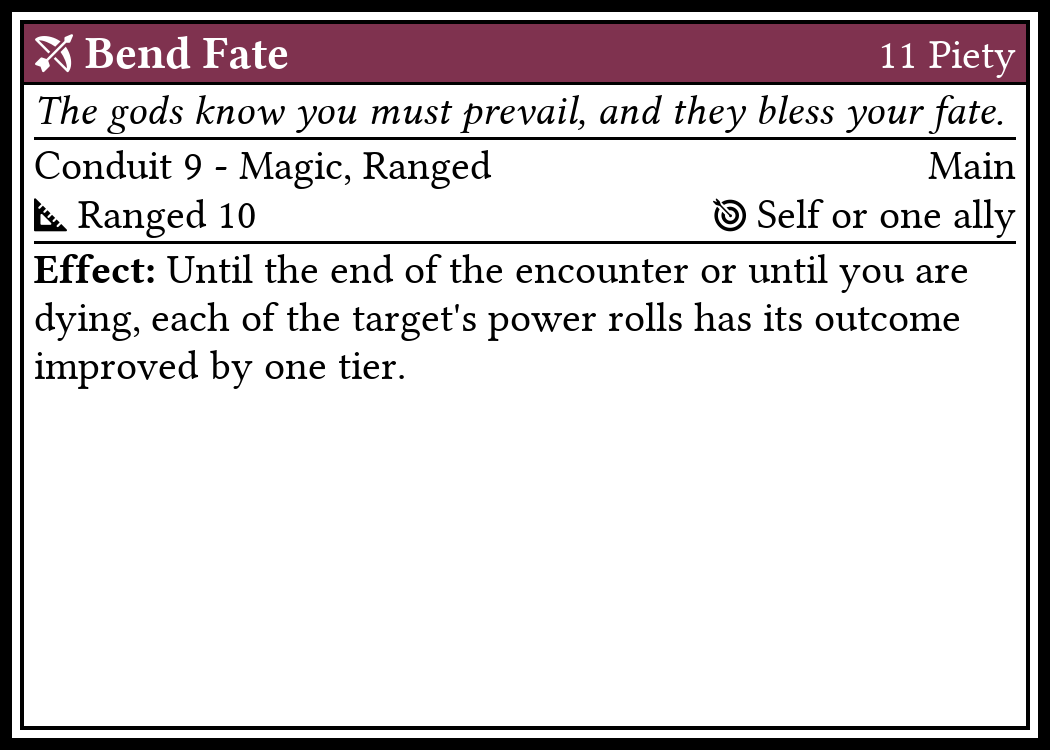 Bend Fate 11 Piety
The gods know you must prevail, and they bless your fate.
Conduit 9 - Magic, Ranged Main
Ranged 10 Self or one ally
Effect: Until the end of the encounter or until you are
dying, each of the target's power rolls has its outcome
improved by one tier.